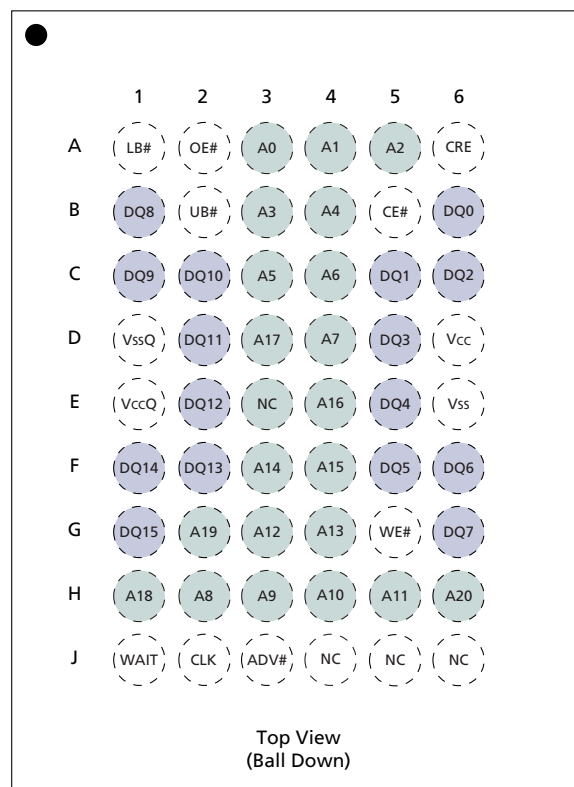 1 2 3 4 5 6
A LB# OE# A0 A1 A2 CRE
B DQ8 UB# A3 A4 CE# DQ0
C DQ9 DQ10 A5 A6 DQ1 DQ2
D VssQ DQ11 A17 A7 DQ3 Vcc
E VccQ DQ12 NC A16 DQ4 Vss
F DQ14 DQ13 A14 A15 DQ5 DQ6
G DQ15 A19 A12 A13 WE# DQ7
H A18 A8 A9 A10 A11 A20
J WAIT CLK ADV# NC NC NC
Top View
(Ball Down)